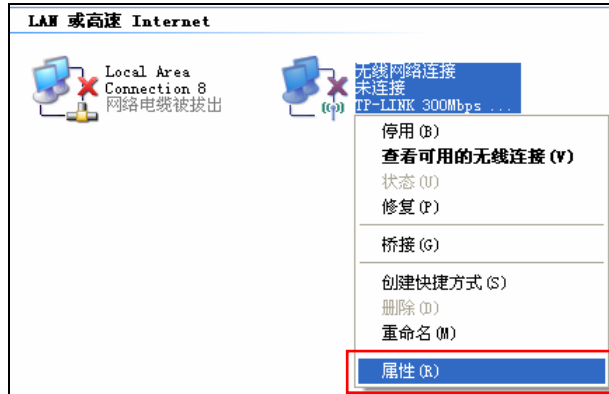 LAN 或高速 Internet
Local Area
Connection 8
网络电缆被拔出
无线网络连接
未连接
TP-LINK 300Mbps ...
停用(B)
查看可用的无线连接(V)
状态(U)
修复(P)
桥接(G)
创建快捷方式(S)
删除(D)
重命名(M)
属性(R)